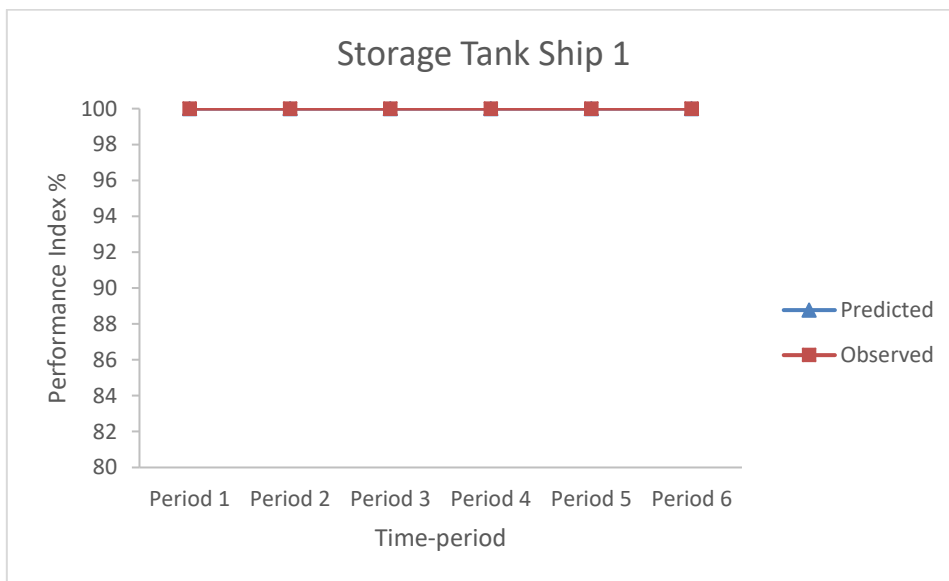 Storage Tank Ship 1
Performance Index %
100
98
96
94
92
90
88
86
84
82
80
Period 1 Period 2 Period 3 Period 4 Period 5 Period 6
Time-period
Predicted
Observed